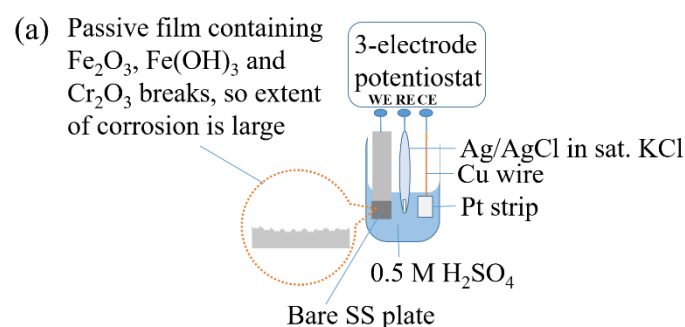 (a) Passive film containing
Fe₂O₃, Fe(OH)₃ and
Cr₂O₃ breaks, so extent
of corrosion is large
3-electrode
potentiostat
WE RE CE
Ag/AgCl in sat. KCl
Cu wire
Pt strip
0.5 M H₂SO₄
Bare SS plate